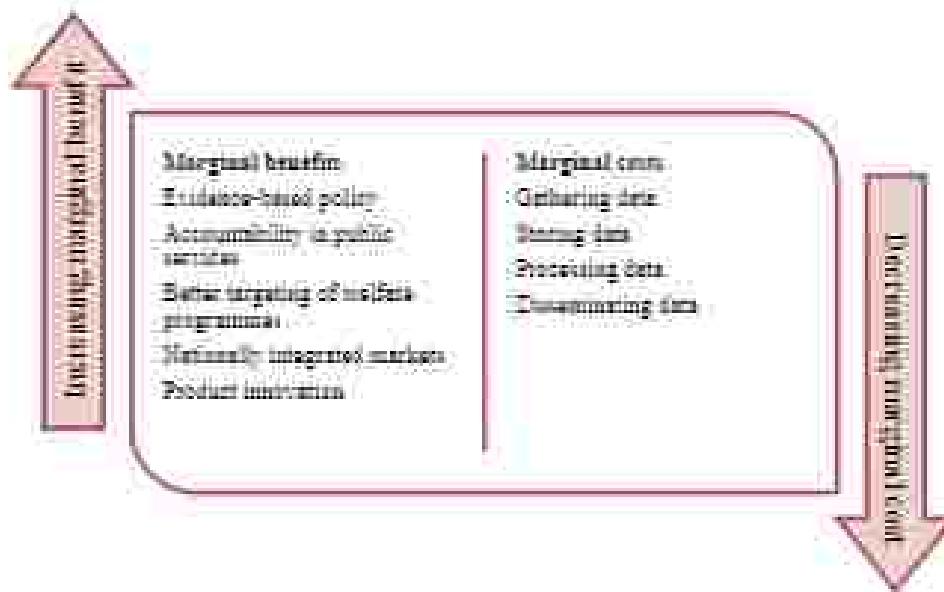 Increasing marginal benefit
Marginal benefits
Evidence-based policy
Accountability in public
services
Better targeting of welfare
programmes
Nationally integrated markets
Product innovation
Marginal costs
Gathering data
Storing data
Processing data
Disseminating data
Decreasing marginal cost